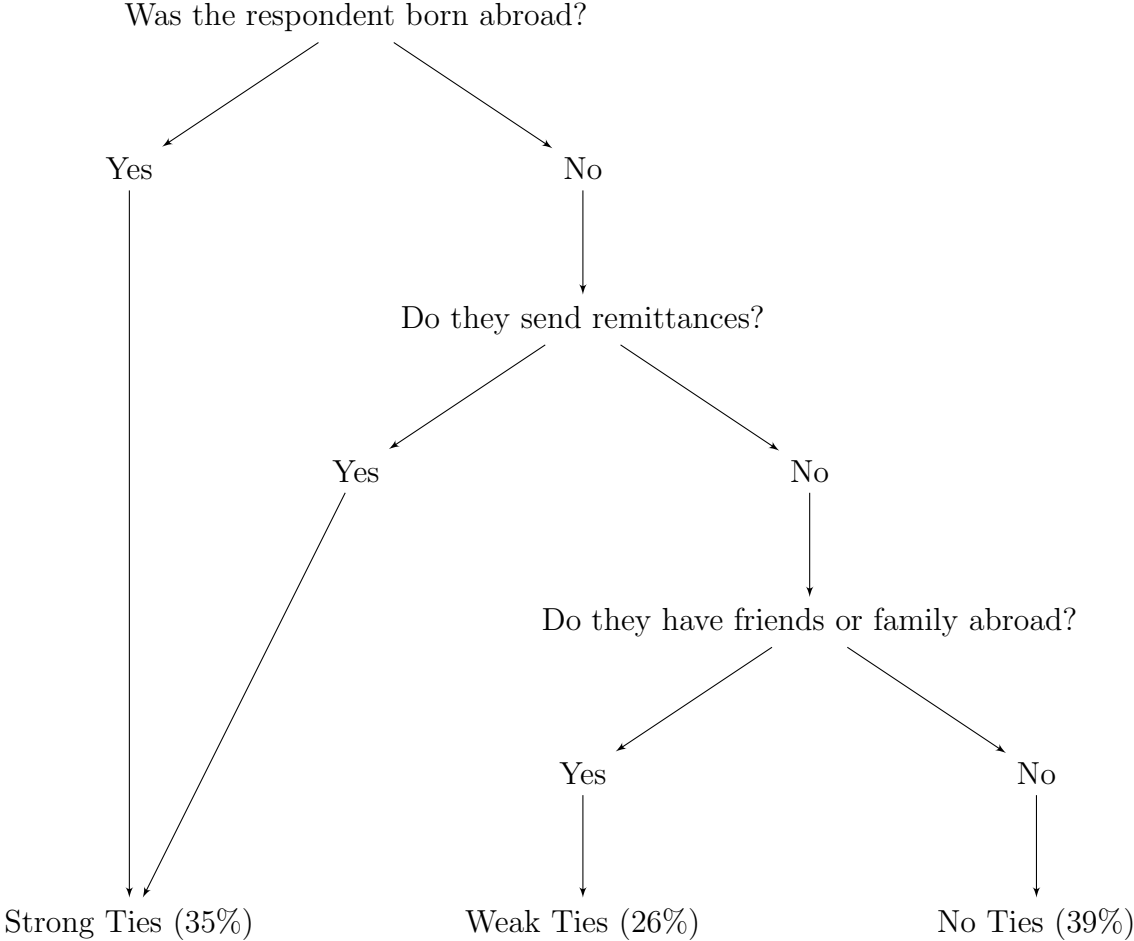 Was the respondent born abroad?
Yes
No
Do they send remittances?
Yes
No
Do they have friends or family abroad?
Yes
No
Strong Ties (35%)
Weak Ties (26%)
No Ties (39%)